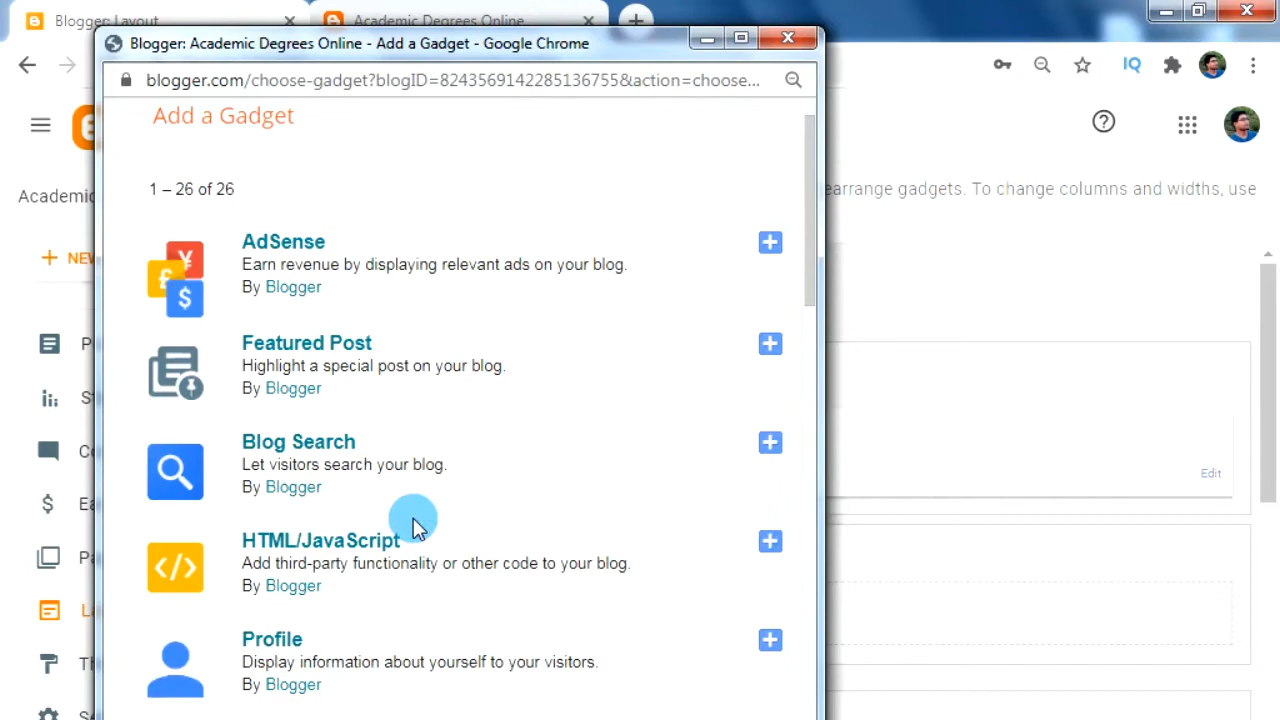 Blogger Layout
Academic Degrees Online
Blogger: Academic Degrees Online - Add a Gadget - Google Chrome
blogger.com/choose-gadget?blogID=8243569142285136755&action=choose...
IQ
Add a Gadget
1 – 26 of 26
Academic
earrange gadgets. To change columns and widths, use
AdSense
Earn revenue by displaying relevant ads on your blog.
By Blogger
NEW
Featured Post
Highlight a special post on your blog.
By Blogger
Blog Search
Let visitors search your blog.
By Blogger
Edit
HTML/JavaScript
Add third-party functionality or other code to your blog.
By Blogger
Profile
Display information about yourself to your visitors.
By Blogger